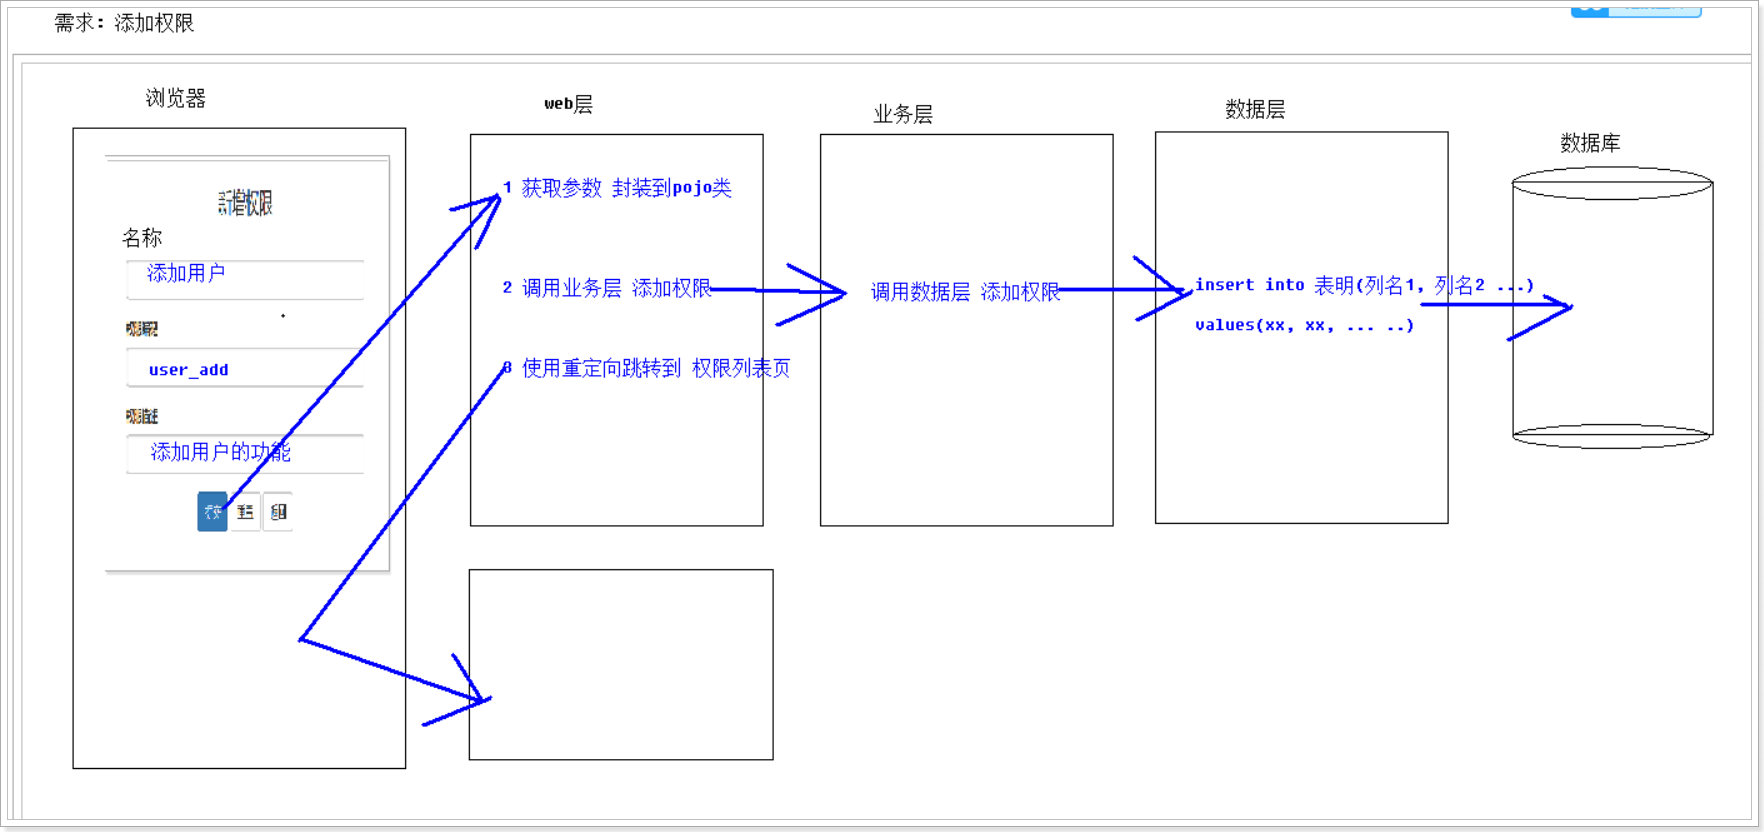 需求：添加权限
浏览器
web层
业务层
数据层
数据库
新增权限
名称
添加用户
user_add
添加用户的功能
1 获取参数 封装到pojo类
2 调用业务层 添加权限
3 使用重定向跳转到 权限列表页
调用数据层 添加权限
insert into 表明(列名1, 列名2 ...)
values(xx, xx, ... ..)